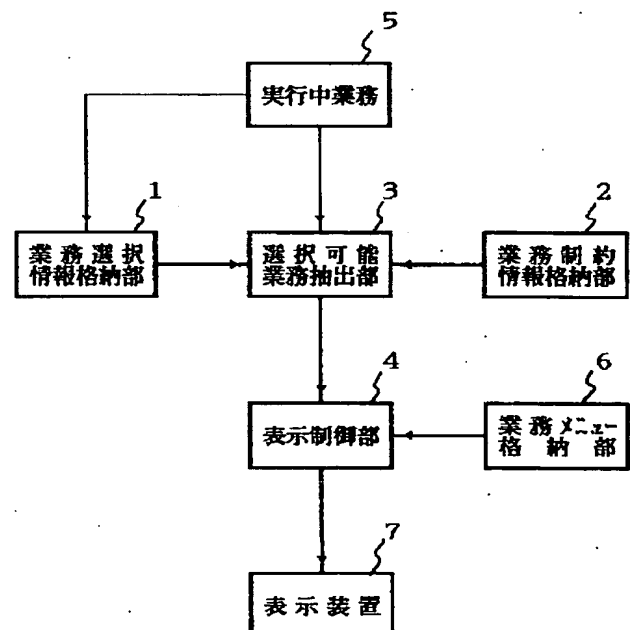 5
実行中業務
1
3
2
業務選択
情報格納部
選択可能
業務抽出部
業務制約
情報格納部
4
6
表示制御部
業務メニュー
格納部
7
表示装置